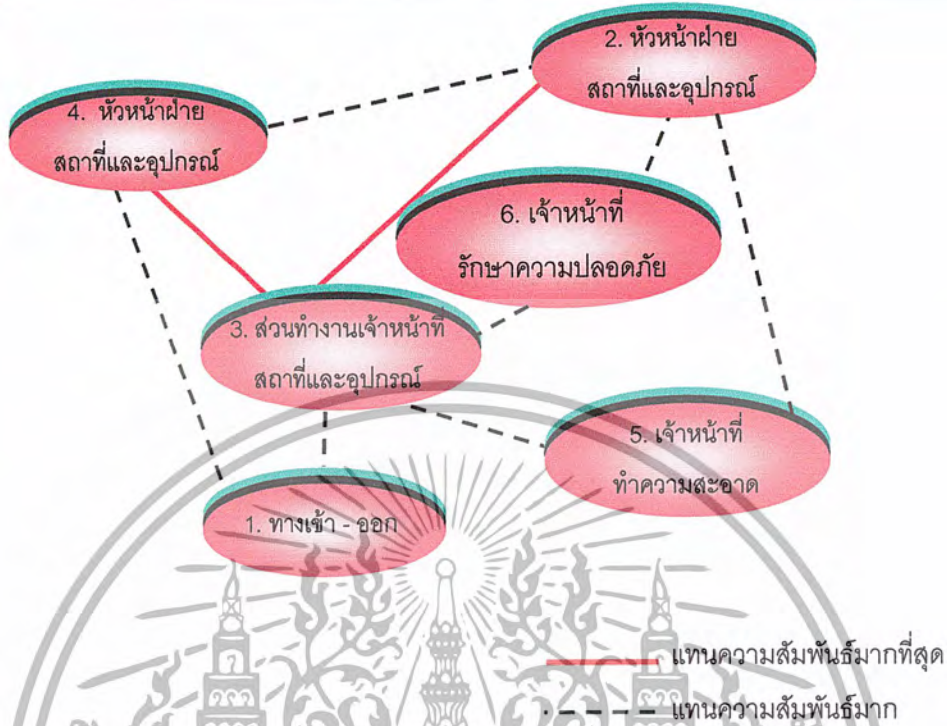 2. หัวหน้าฝ่าย
สถาที่และอุปกรณ์
4. หัวหน้าฝ่าย
สถาที่และอุปกรณ์
6. เจ้าหน้าที่
รักษาความปลอดภัย
3. ส่วนทำงานเจ้าหน้าที่
สถาที่และอุปกรณ์
5. เจ้าหน้าที่
ทำความสะอาด
1. ทางเข้า - ออก
แทนความสัมพันธ์มากที่สุด
แทนความสัมพันธ์มาก